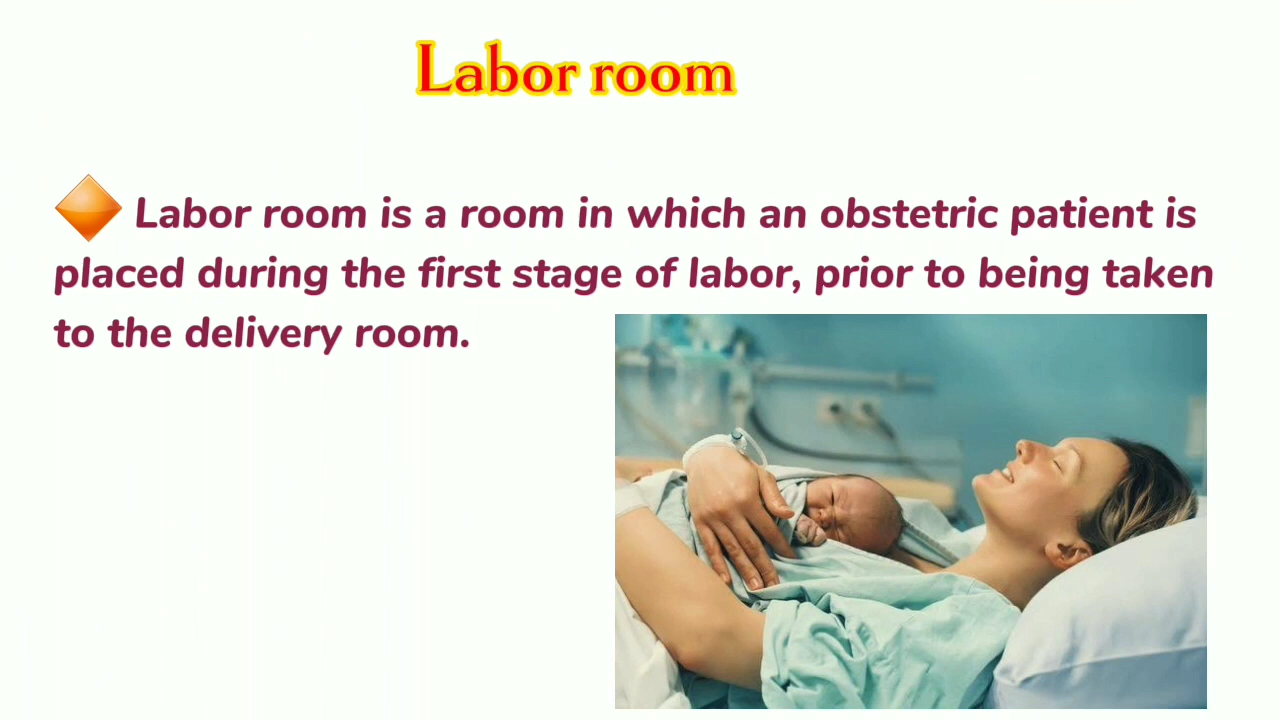 Labor room
Labor room is a room in which an obstetric patient is
placed during the first stage of labor, prior to being taken
to the delivery room.